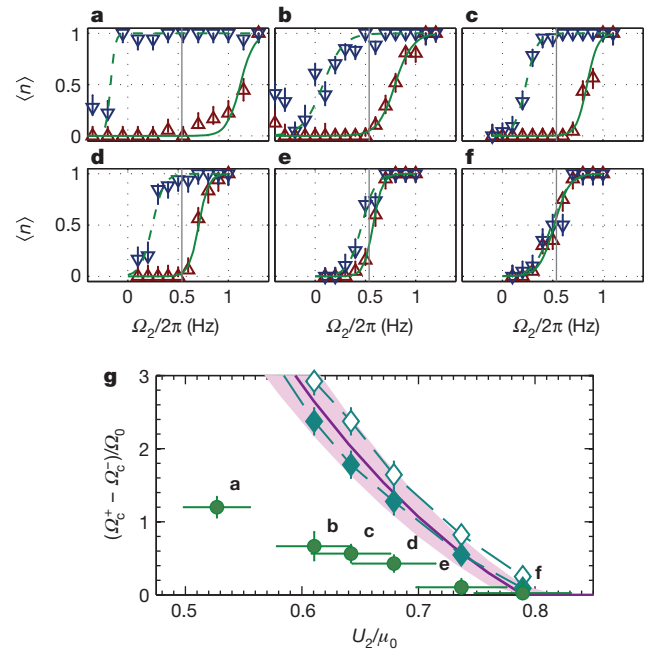 a b c
1
0.5
0
⟨n⟩
d e f
1
0.5
0
⟨n⟩
0 0.5 1 0 0.5 1 0 0.5 1
Ω₂/2π (Hz) Ω₂/2π (Hz) Ω₂/2π (Hz)
g
3
2
1
0
(Ω_c⁺ − Ω_c⁻)/Ω₀
a
b
c
d
e
f
0.5 0.6 0.7 0.8
U₂/μ₀